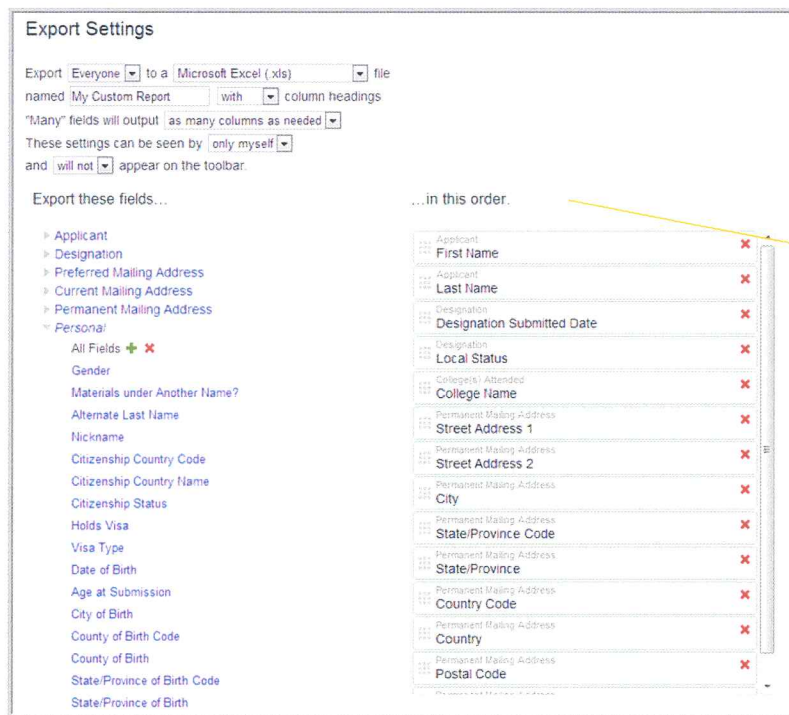 Export Settings
Export Everyone to a Microsoft Excel (.xls) file
named My Custom Report with column headings
"Many" fields will output as many columns as needed
These settings can be seen by only myself
and will not appear on the toolbar.
Export these fields...
Applicant
Designation
Preferred Mailing Address
Current Mailing Address
Permanent Mailing Address
Personal
All Fields
Gender
Materials under Another Name?
Alternate Last Name
Nickname
Citizenship Country Code
Citizenship Country Name
Citizenship Status
Holds Visa
Visa Type
Date of Birth
Age at Submission
City of Birth
County of Birth Code
County of Birth
State/Province of Birth Code
State/Province of Birth
...in this order.
Applicant
First Name
Applicant
Last Name
Designation
Designation Submitted Date
Designation
Local Status
College(s) Attended
College Name
Permanent Mailing Address
Street Address 1
Permanent Mailing Address
Street Address 2
Permanent Mailing Address
City
Permanent Mailing Address
State/Province Code
Permanent Mailing Address
State/Province
Permanent Mailing Address
Country Code
Permanent Mailing Address
Country
Permanent Mailing Address
Postal Code
Permanent Mailing Address